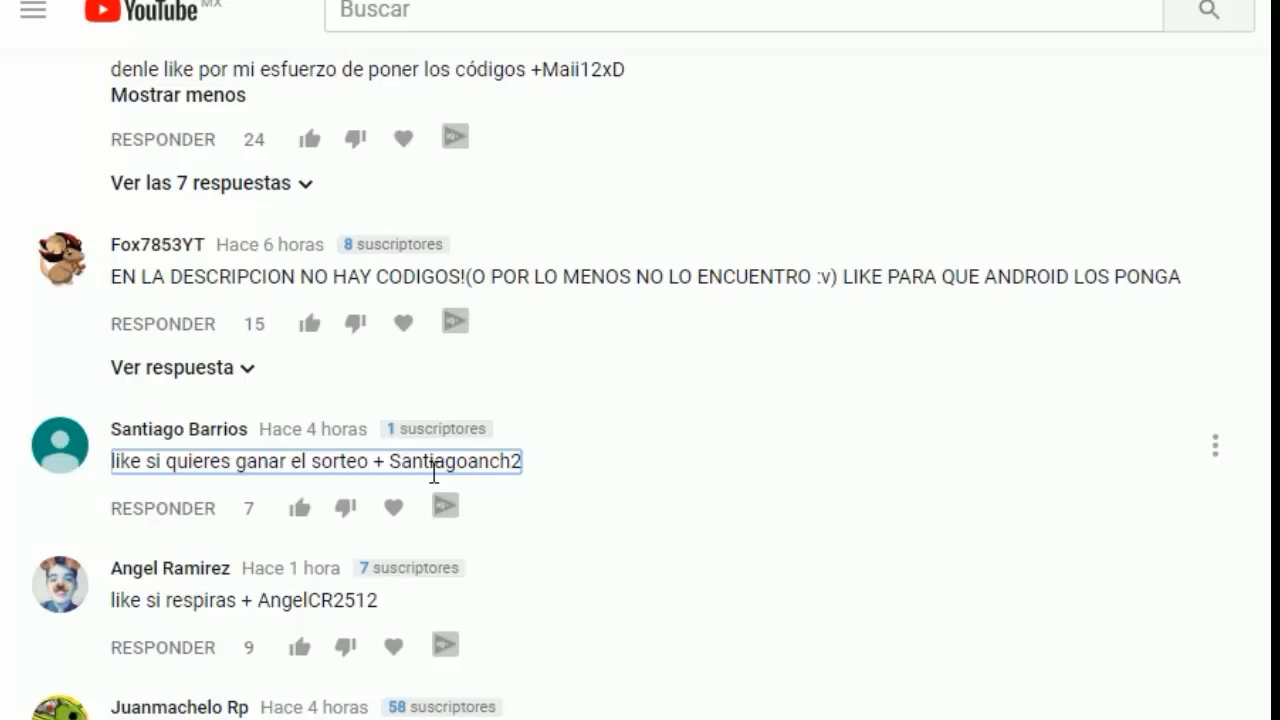 YouTube MX
Buscar
denle like por mi esfuerzo de poner los códigos +Maii12xD
Mostrar menos
RESPONDER 24
Ver las 7 respuestas
Fox7853YT Hace 6 horas 8 suscriptores
EN LA DESCRIPCION NO HAY CODIGOS!(O POR LO MENOS NO LO ENCUENTRO :v) LIKE PARA QUE ANDROID LOS PONGA
RESPONDER 15
Ver respuesta
Santiago Barrios Hace 4 horas 1 suscriptores
like si quieres ganar el sorteo + Santiagoanch2
RESPONDER 7
Angel Ramirez Hace 1 hora 7 suscriptores
like si respiras + AngelCR2512
RESPONDER 9
Juanmachelo Rp Hace 4 horas 58 suscriptores